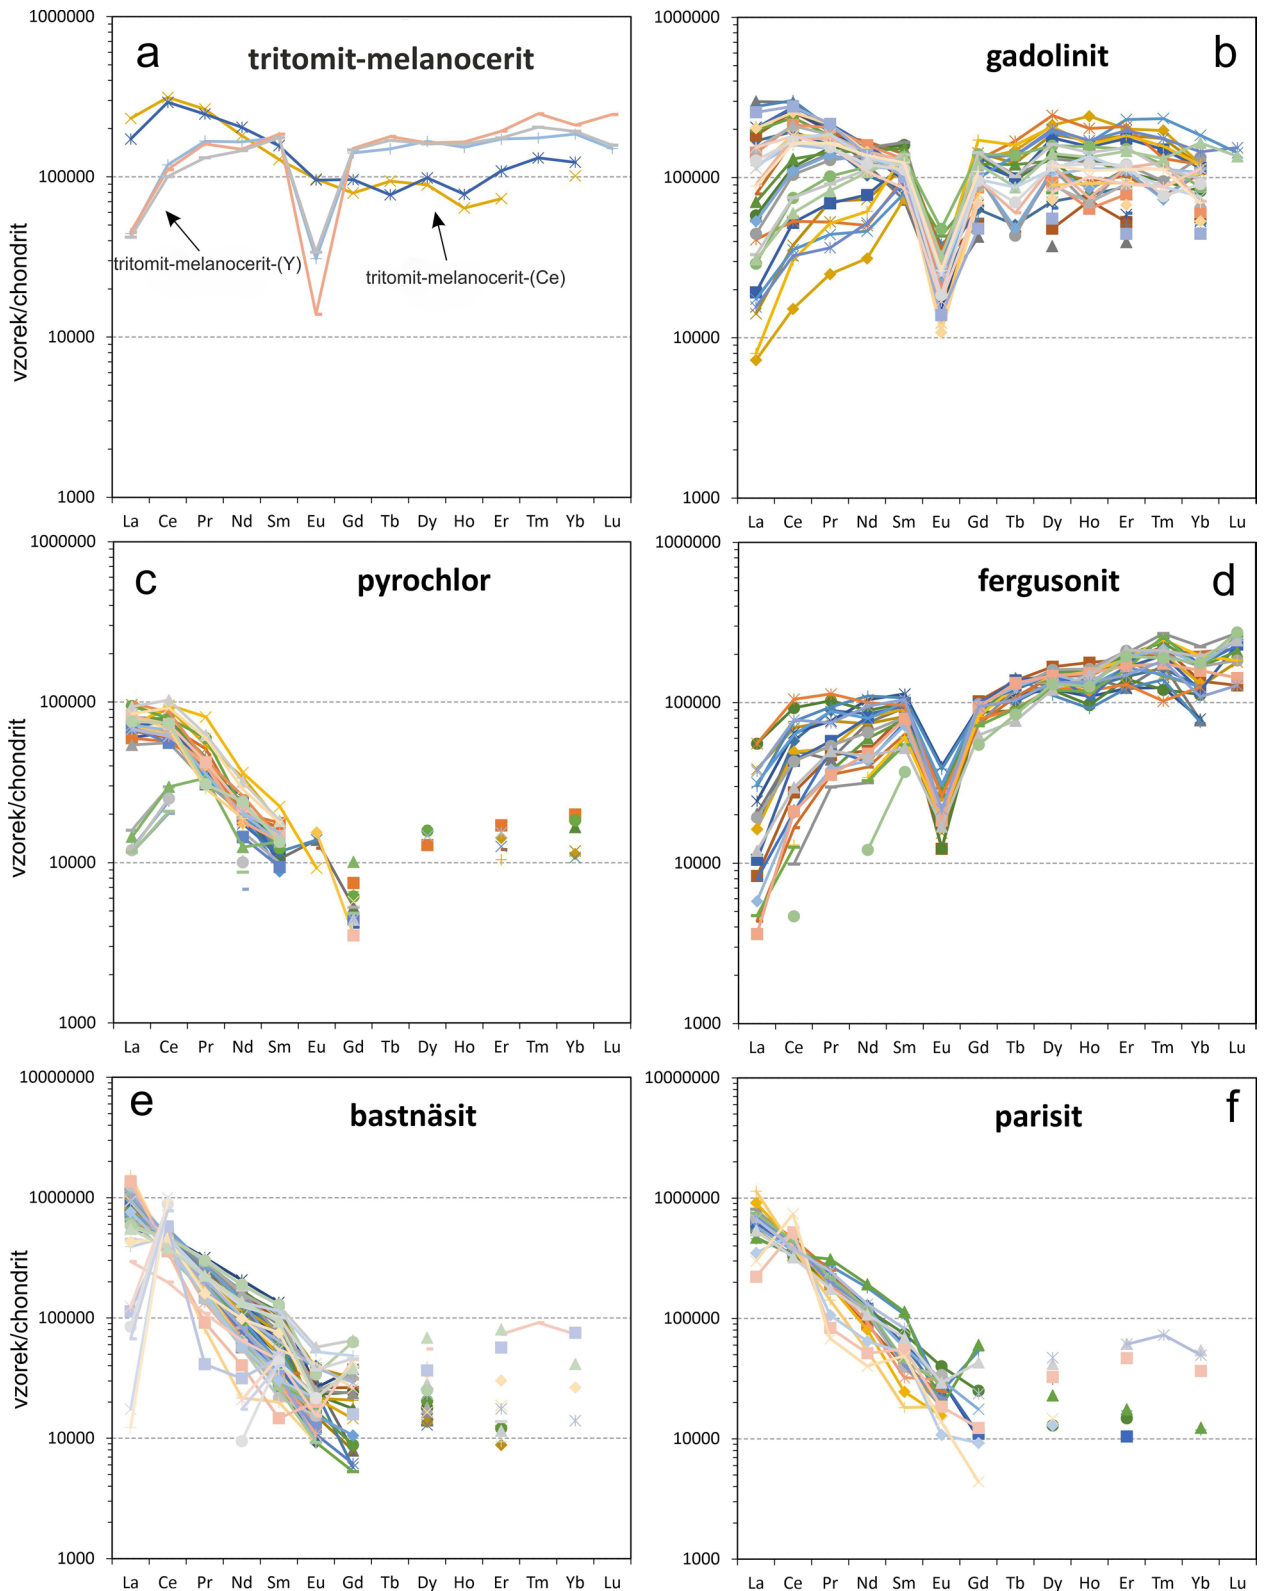 a
tritomit-melanocerit
vzorek/chondrit
1000000
100000
10000
1000
tritomit-melanocerit-(Y)
tritomit-melanocerit-(Ce)
La Ce Pr Nd Sm Eu Gd Tb Dy Ho Er Tm Yb Lu
b
gadolinit
1000000
100000
10000
1000
La Ce Pr Nd Sm Eu Gd Tb Dy Ho Er Tm Yb Lu
c
pyrochlor
vzorek/chondrit
1000000
100000
10000
1000
La Ce Pr Nd Sm Eu Gd Tb Dy Ho Er Tm Yb Lu
d
fergusonit
1000000
100000
10000
1000
La Ce Pr Nd Sm Eu Gd Tb Dy Ho Er Tm Yb Lu
e
bastnäsit
vzorek/chondrit
10000000
1000000
100000
10000
1000
La Ce Pr Nd Sm Eu Gd Tb Dy Ho Er Tm Yb Lu
f
parisit
10000000
1000000
100000
10000
1000
La Ce Pr Nd Sm Eu Gd Tb Dy Ho Er Tm Yb Lu